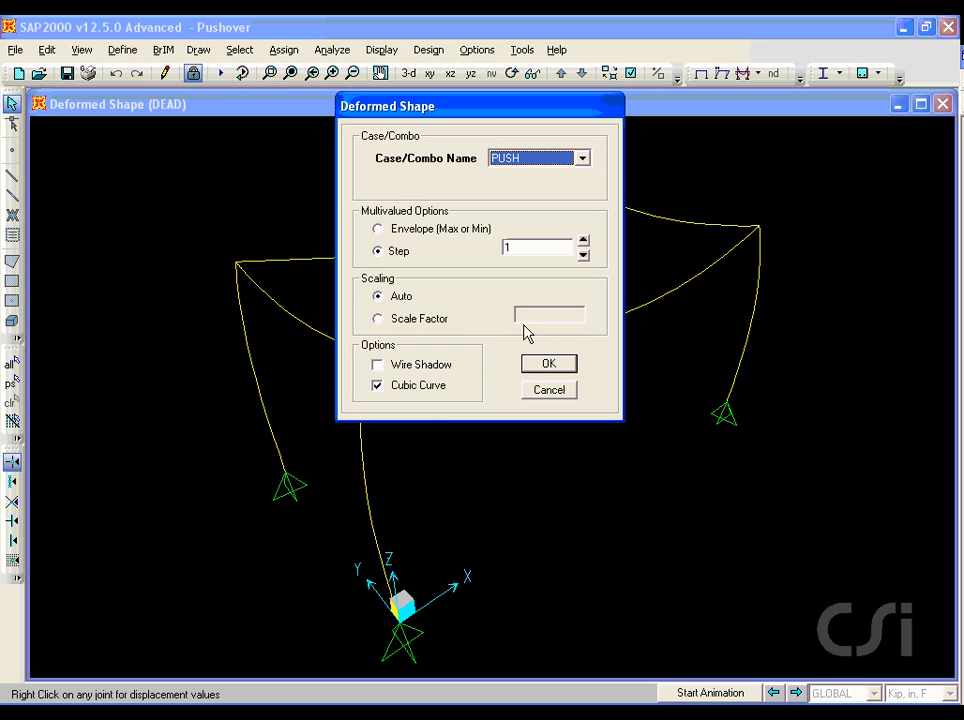 SAP2000 v12.5.0 Advanced - Pushover
File Edit View Define BrIM Draw Select Assign Analyze Display Design Options Tools Help
3-d xy xz yz nv nd
Deformed Shape (DEAD)
Deformed Shape
Case/Combo
Case/Combo Name PUSH
Multivalued Options
Envelope (Max or Min)
Step 1
Scaling
Auto
Scale Factor
Options
Wire Shadow
Cubic Curve
OK
Cancel
all
ps
clr
Z
Y
X
CSi
Right Click on any joint for displacement values
Start Animation
GLOBAL
Kip, in, F